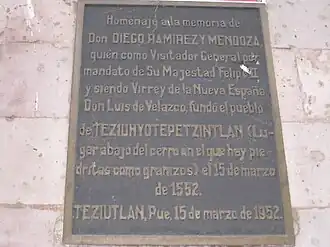 Homenaje a la memoria de
Don DIEGO RAMIREZ Y MENDOZA
quién como Visitador General por
mandato de Su Majestad Felipe II
y siendo Virrey de la Nueva España
Don Luis de Velazco, fundó el pueblo
de TEZIUHYOTEPETZINTLAN (Lu-
gar abajo del cerro en el que hay pie-
dritas como granizos) el 15 de marzo
de 1552.
TEZIUTLAN, Pue, 15 de marzo de 1952.